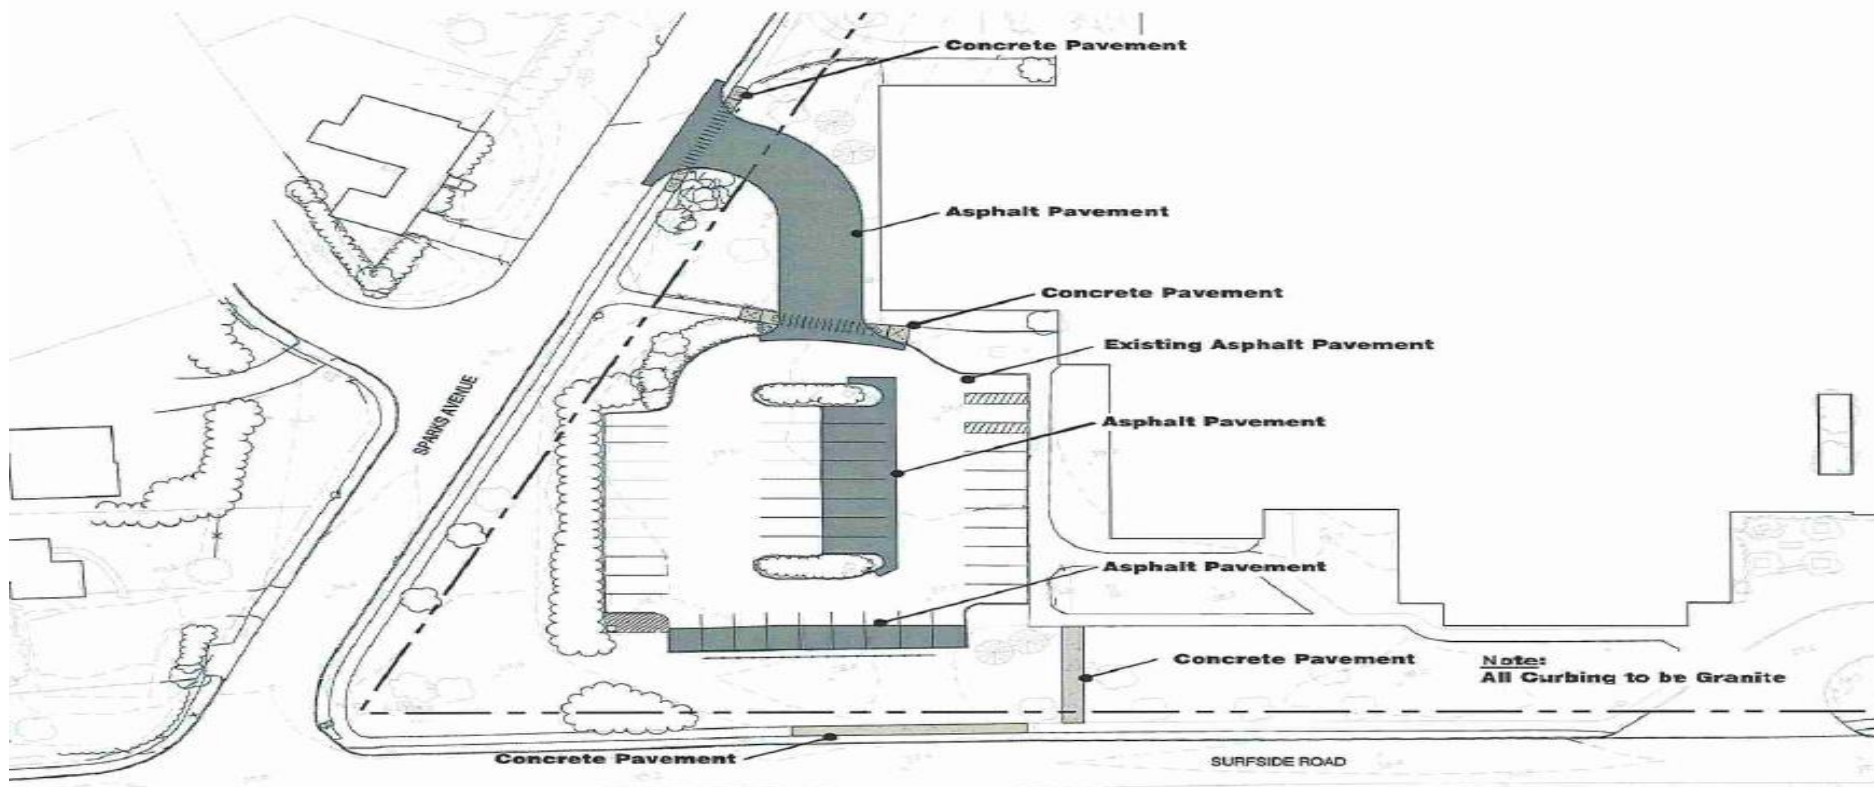 Concrete Pavement
Asphalt Pavement
Concrete Pavement
Existing Asphalt Pavement
SPARKS AVENUE
Asphalt Pavement
Asphalt Pavement
Concrete Pavement
Note:
All Curbing to be Granite
Concrete Pavement
SURFSIDE ROAD